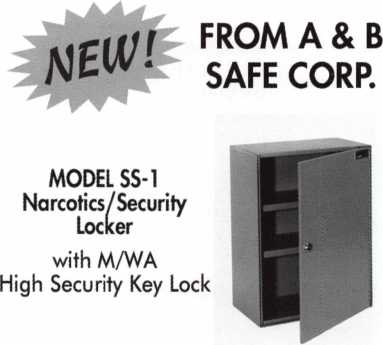 NEW!
FROM A & B
SAFE CORP.
MODEL SS-1
Narcotics/Security
Locker
with M/WA
High Security Key Lock